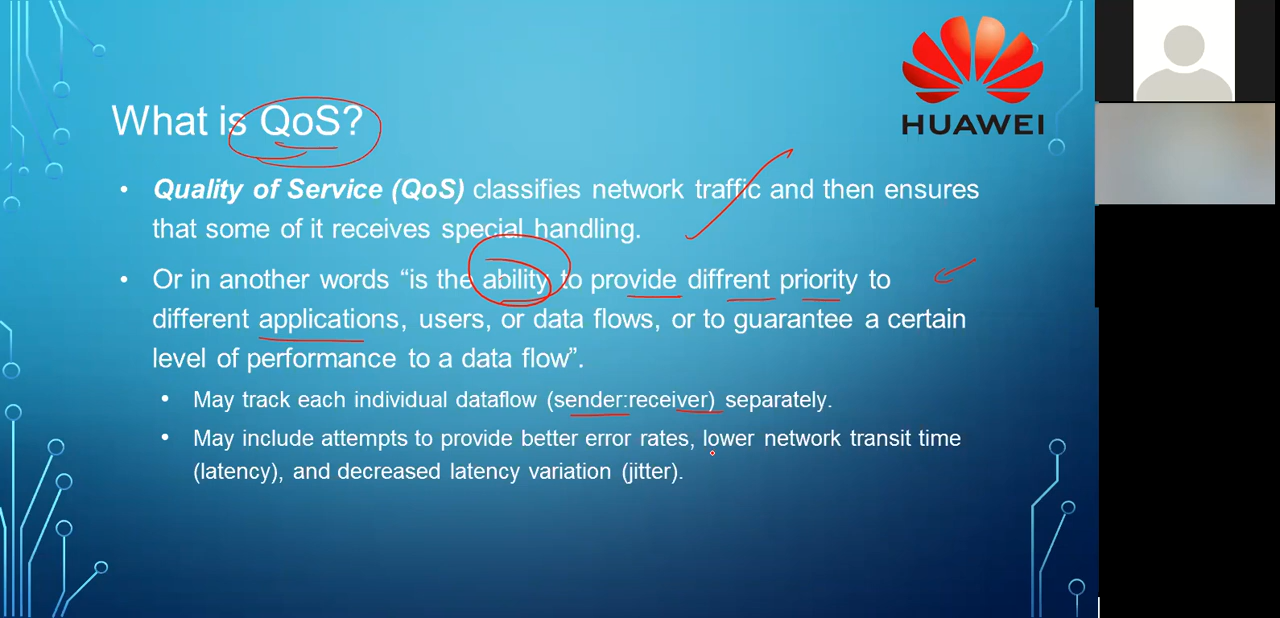 HUAWEI
What is QoS?
• Quality of Service (QoS) classifies network traffic and then ensures
that some of it receives special handling.
• Or in another words “is the ability to provide diffrent priority to
different applications, users, or data flows, or to guarantee a certain
level of performance to a data flow”.
• May track each individual dataflow (sender:receiver) separately.
• May include attempts to provide better error rates, lower network transit time
(latency), and decreased latency variation (jitter).